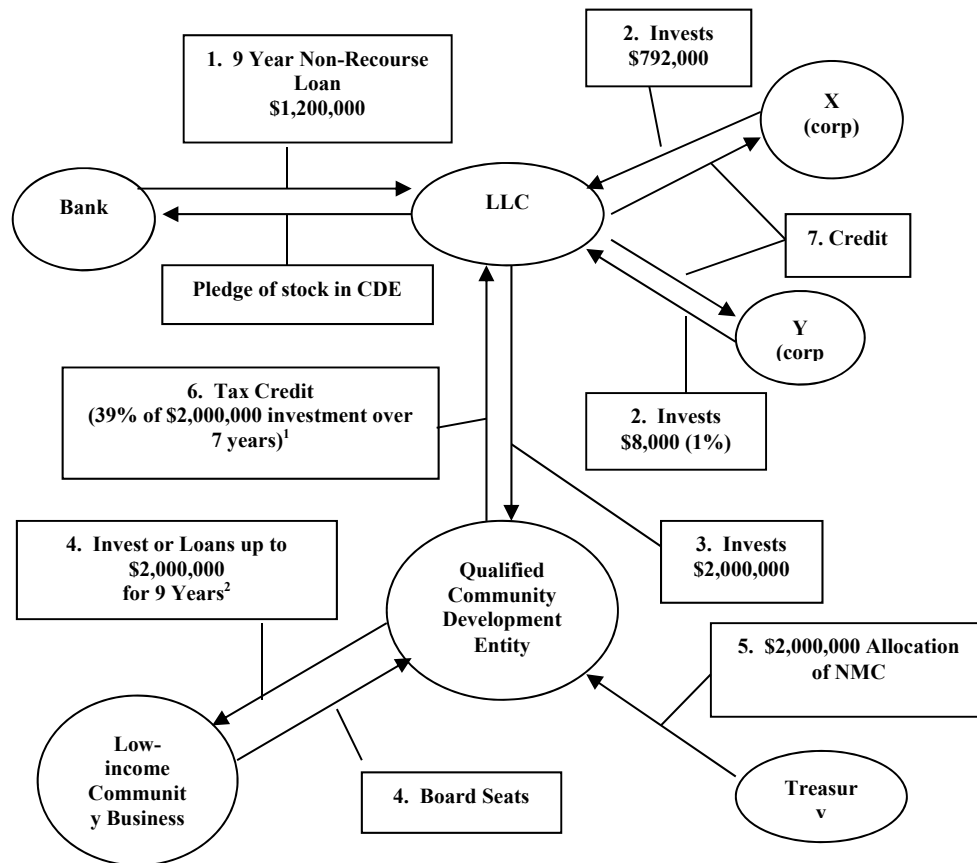 1. 9 Year Non-Recourse
Loan
$1,200,000
2. Invests
$792,000
X
(corp)
Bank
LLC
7. Credit
Pledge of stock in CDE
Y
(corp
6. Tax Credit
(39% of $2,000,000 investment over
7 years)1
2. Invests
$8,000 (1%)
4. Invest or Loans up to
$2,000,000
for 9 Years2
3. Invests
$2,000,000
Qualified
Community
Development
Entity
5. $2,000,000 Allocation
of NMC
Low-
income
Communit
y Business
4. Board Seats
Treasur
v